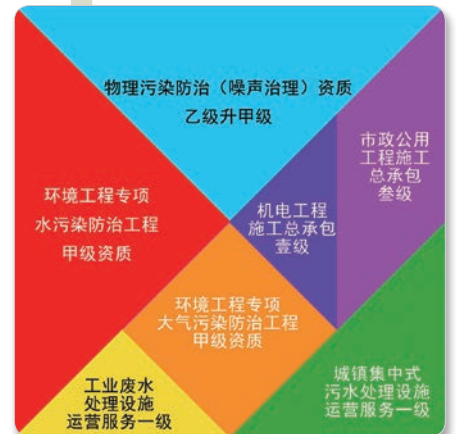 物理污染防治（噪声治理）资质
乙级升甲级
市政公用
工程施工
总承包
叁级
环境工程专项
水污染防治工程
甲级资质
机电工程
施工总承包
壹级
环境工程专项
大气污染防治工程
甲级资质
城镇集中式
污水处理设施
运营服务一级
工业废水
处理设施
运营服务一级